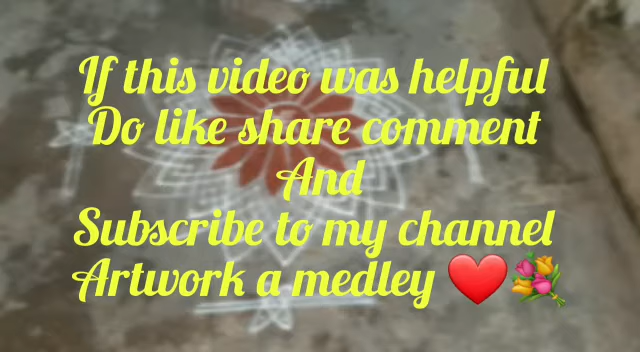 If this video was helpful
Do like share comment
And
Subscribe to my channel
Artwork a medley ❤️💐